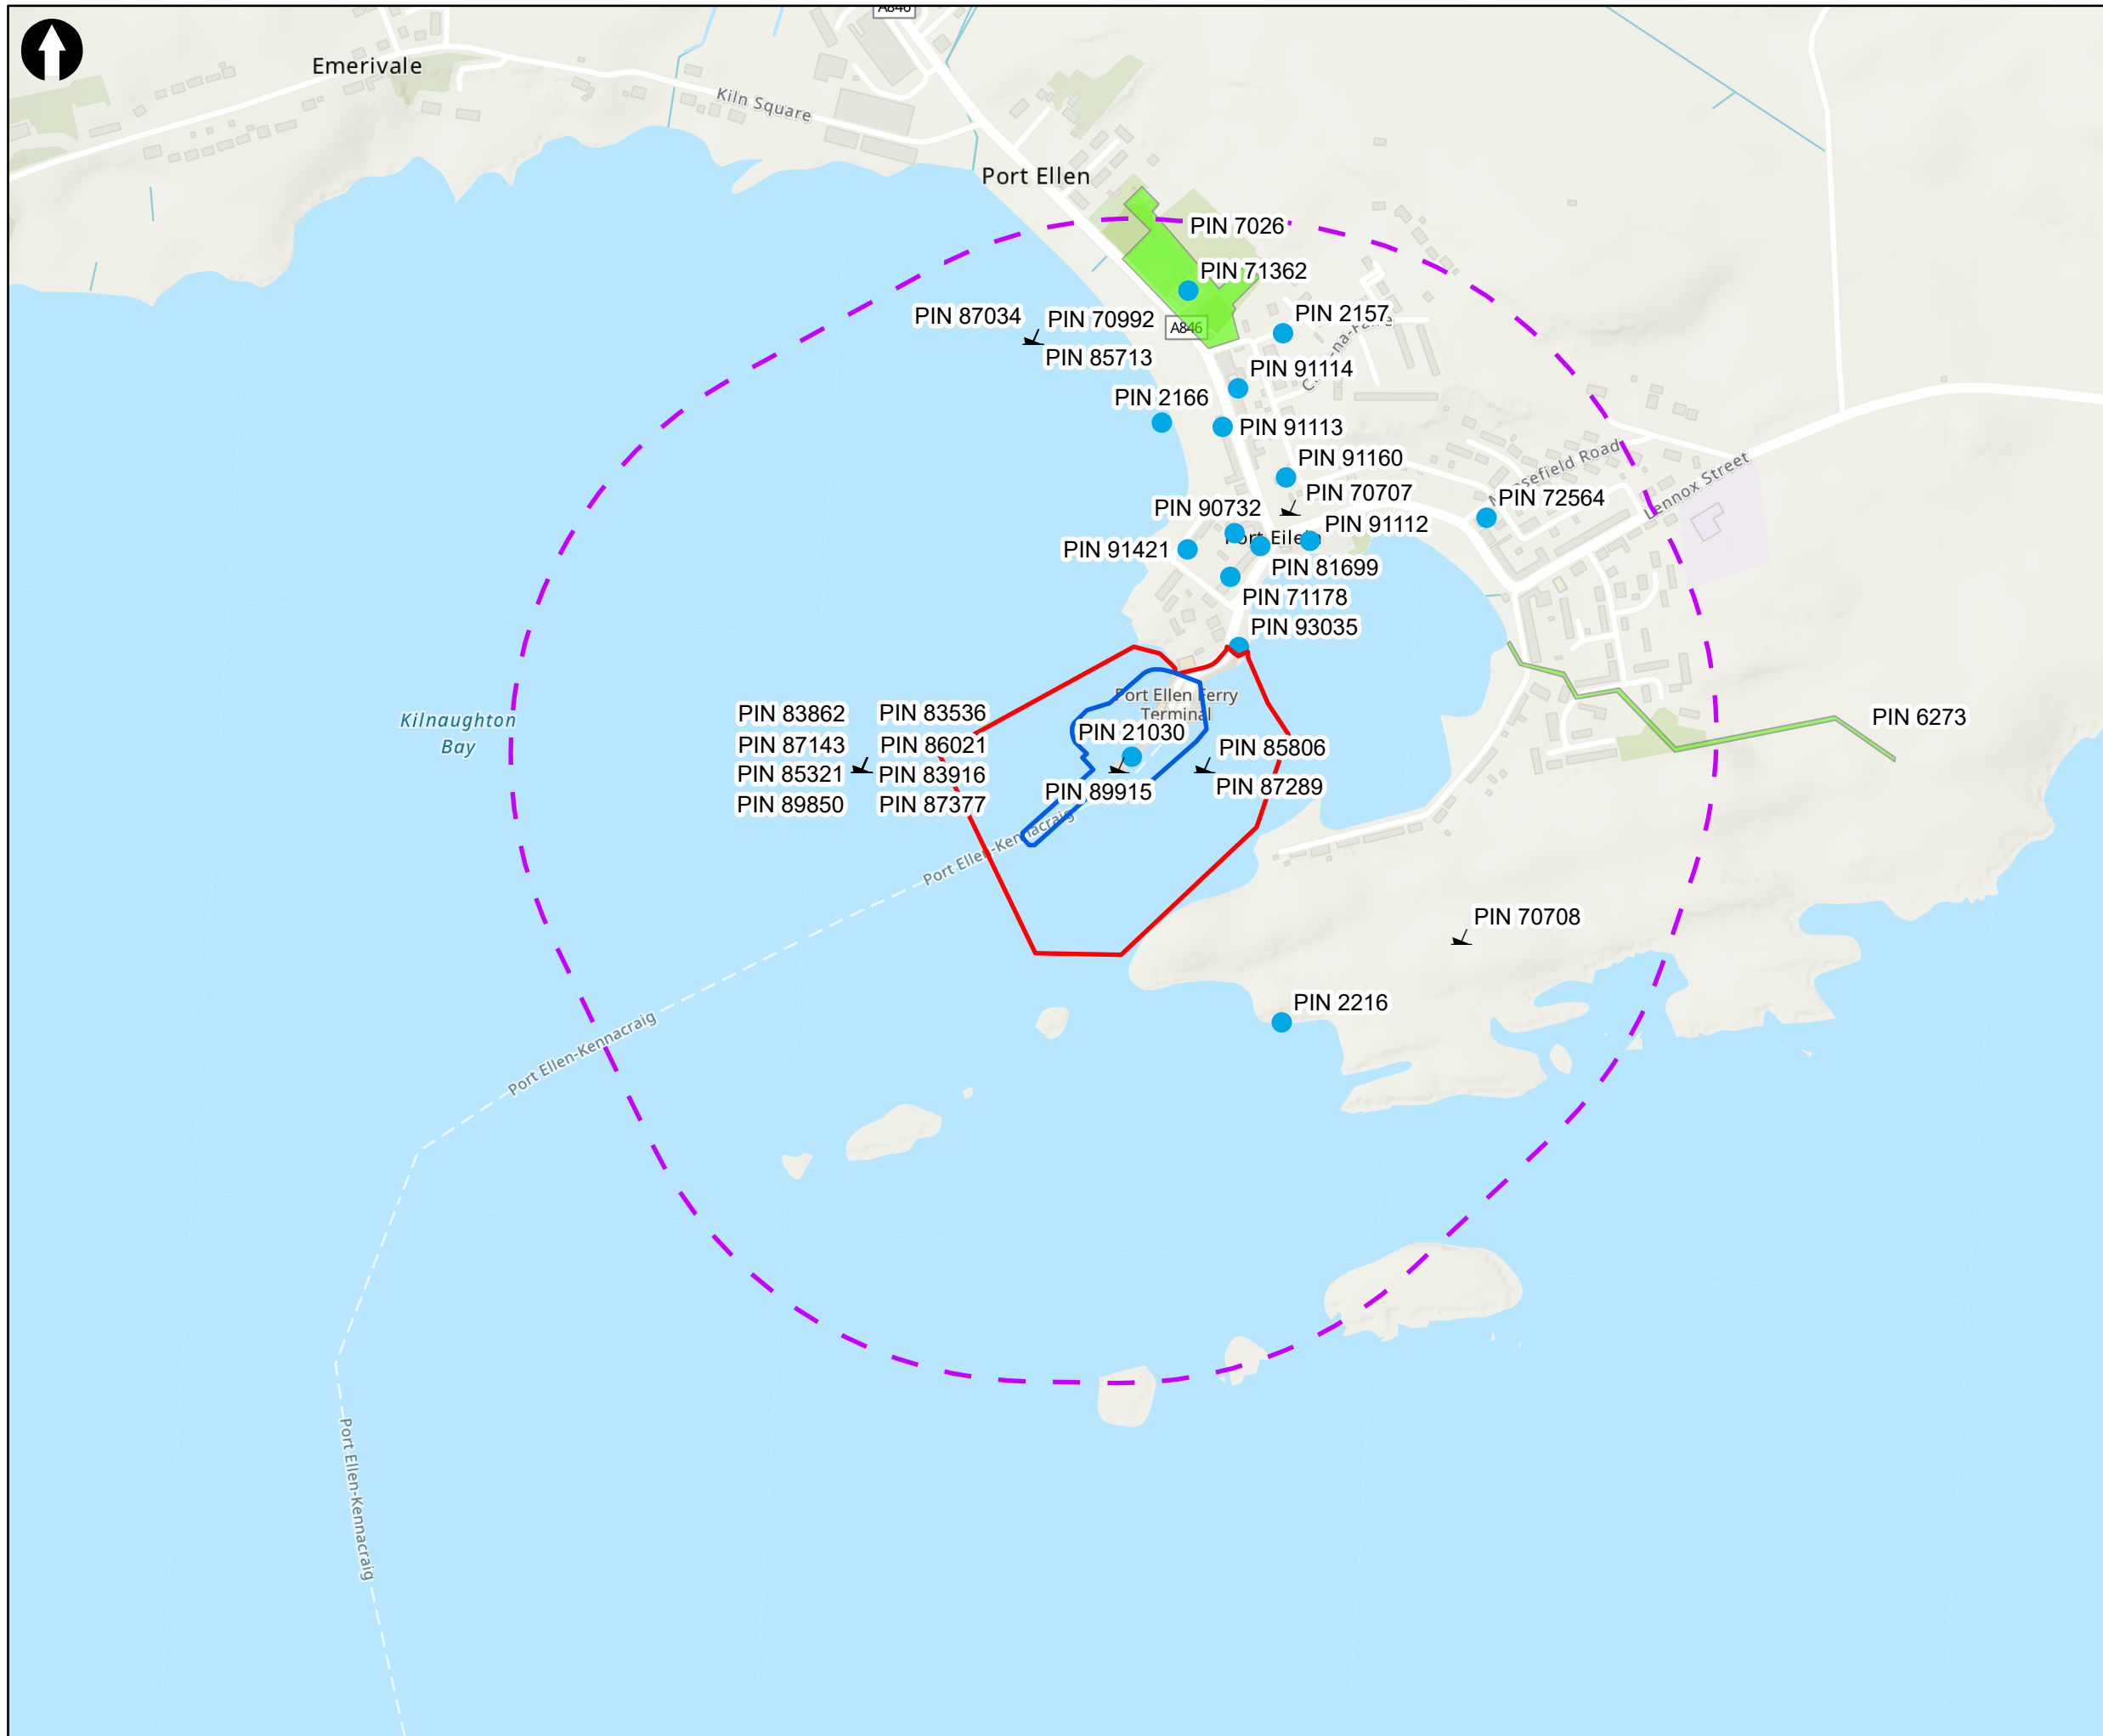 A846
Emerivale
Kiln Square
Port Ellen
PIN 7026
PIN 71362
PIN 87034
PIN 70992
PIN 2157
A846
PIN 85713
PIN 91114
PIN 2166
PIN 91113
PIN 91160
Lennox Street
PIN 70707
PIN 72564
PIN 90732
PIN 91112
PIN 91421
PIN 81699
PIN 71178
PIN 93035
Port Ellen Ferry
Terminal
Kilnaughton
Bay
PIN 83862
PIN 83536
PIN 6273
PIN 21030
PIN 87143
PIN 86021
PIN 85806
PIN 85321
PIN 83916
PIN 87289
PIN 89915
PIN 89850
PIN 87377
Port Ellen-Kennacraig
PIN 70708
PIN 2216
Port Ellen-Kennacraig
Port Ellen-Kennacraig